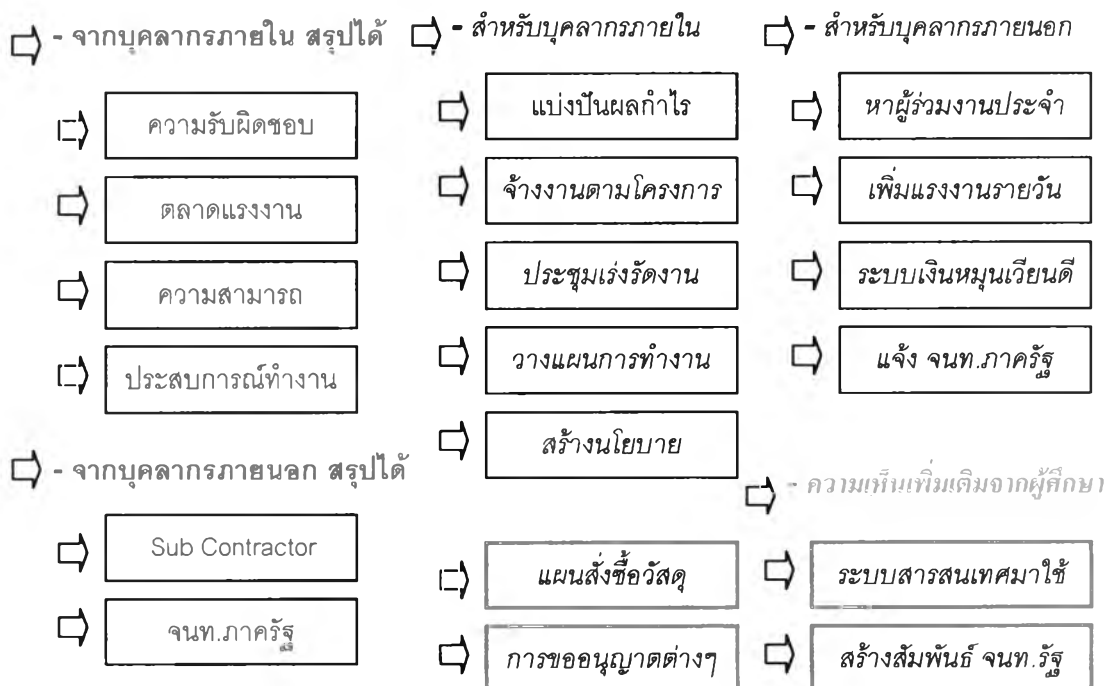 - จากบุคลากรภายใน สรุปได้
ความรับผิดชอบ
ตลาดแรงงาน
ความสามารถ
ประสบการณ์ทำงาน
- จากบุคลากรภายนอก สรุปได้
Sub Contractor
จนท.ภาครัฐ
- สำหรับบุคลากรภายใน
แบ่งปันผลกำไร
จ้างงานตามโครงการ
ประชุมเร่งรัดงาน
วางแผนการทำงาน
สร้างนโยบาย
- สำหรับบุคลากรภายนอก
หาผู้ร่วมงานประจำ
เพิ่มแรงงานรายวัน
ระบบเงินหมุนเวียนดี
แจ้ง จนท.ภาครัฐ
- ความเห็นเพิ่มเติมจากผู้ศึกษา
แผนสั่งซื้อวัสดุ
ระบบสารสนเทศมาใช้
การขออนุญาตต่างๆ
สร้างสัมพันธ์ จนท.รัฐ